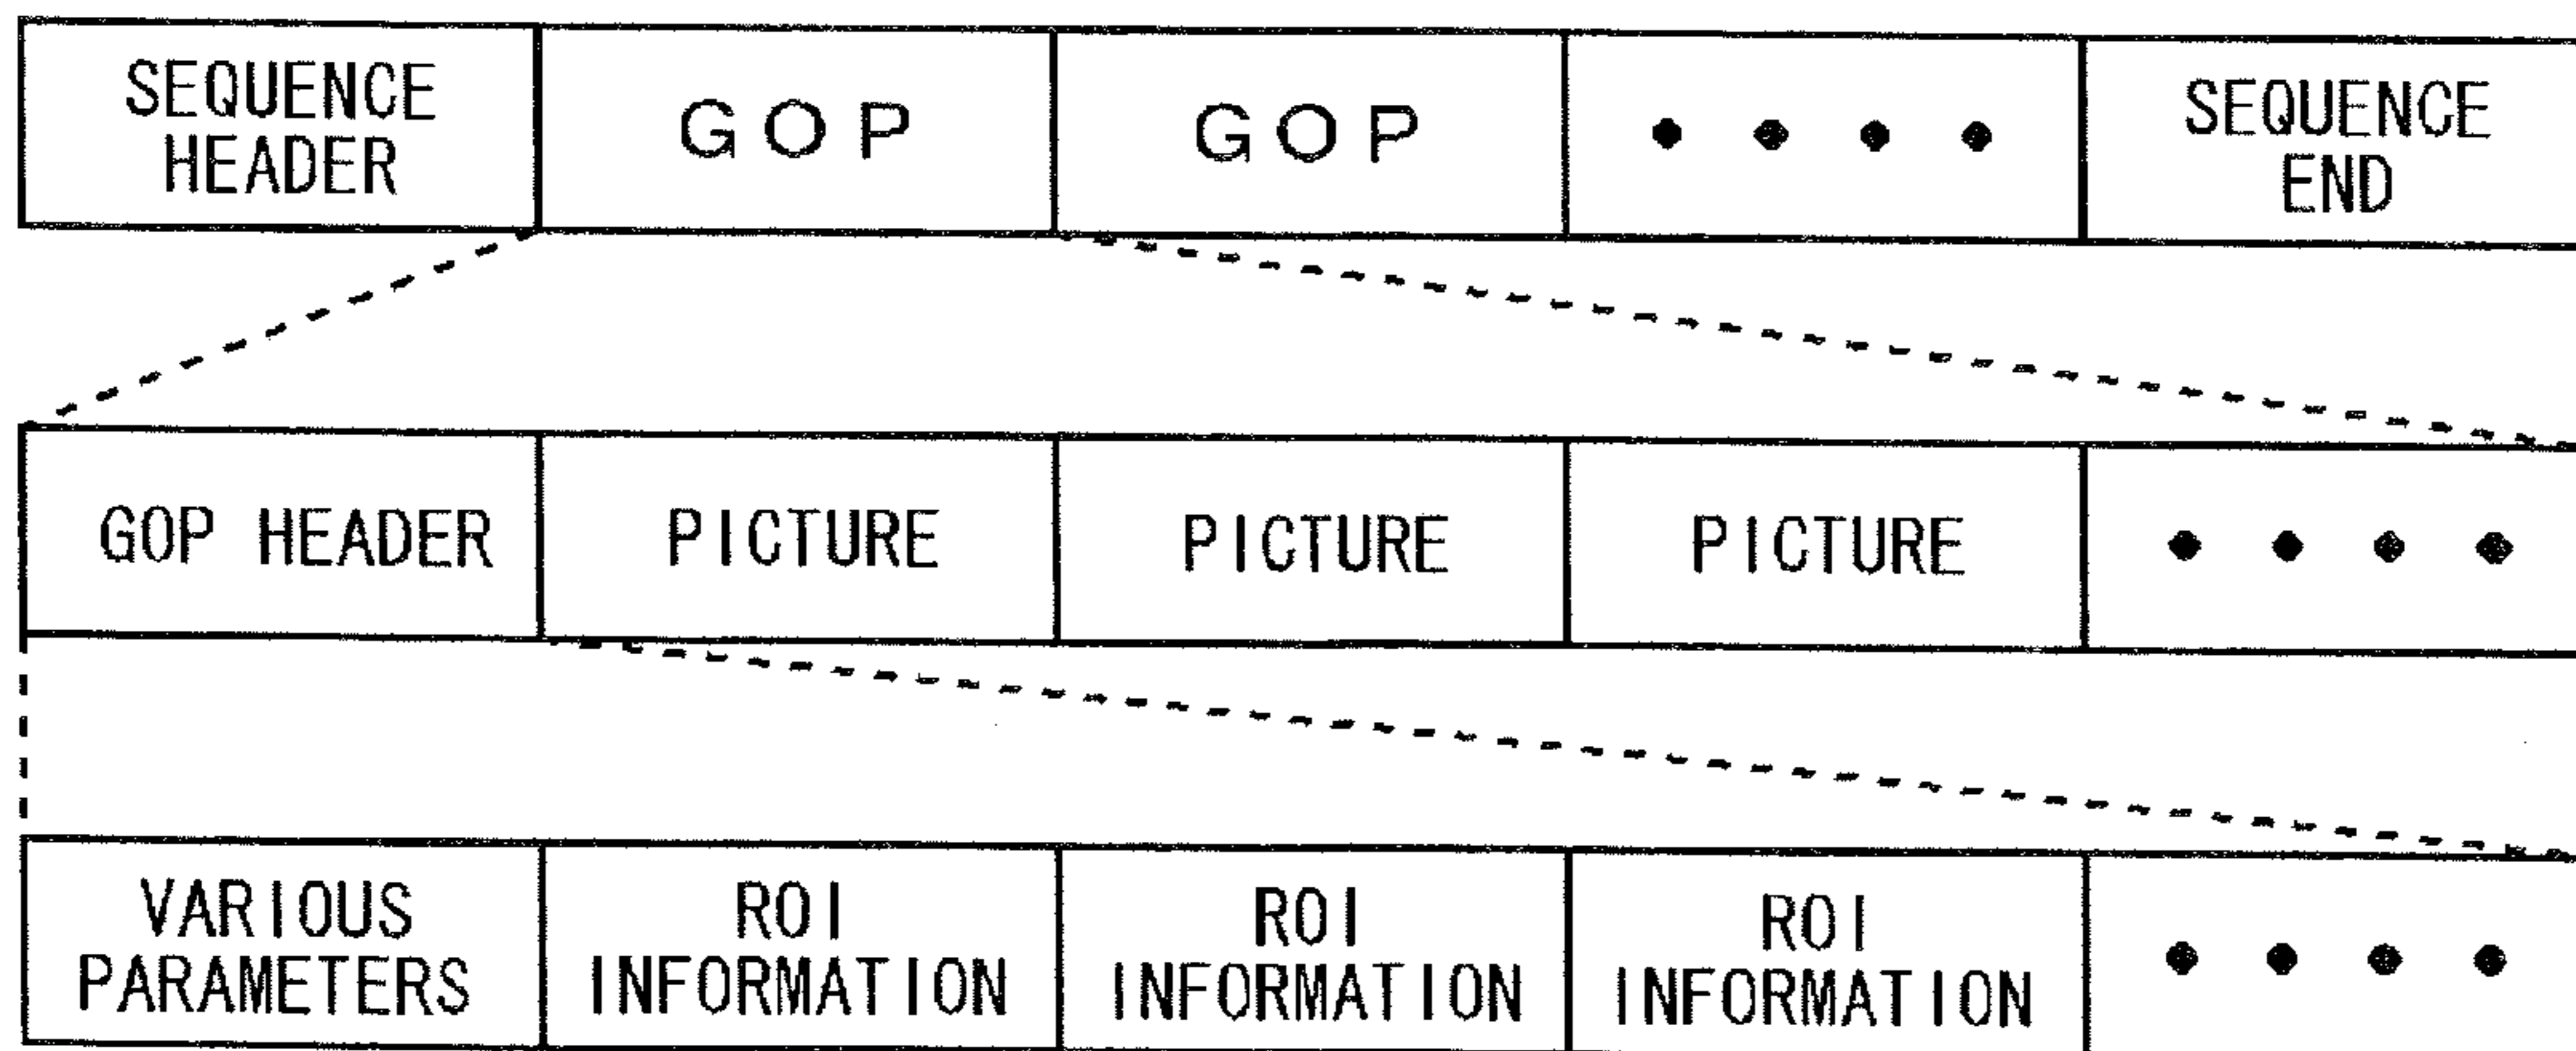 SEQUENCE
HEADER
GOP
GOP
• • • •
SEQUENCE
END
GOP HEADER
PICTURE
PICTURE
PICTURE
• • • •
VARIOUS
PARAMETERS
ROI
INFORMATION
ROI
INFORMATION
ROI
INFORMATION
• • • •